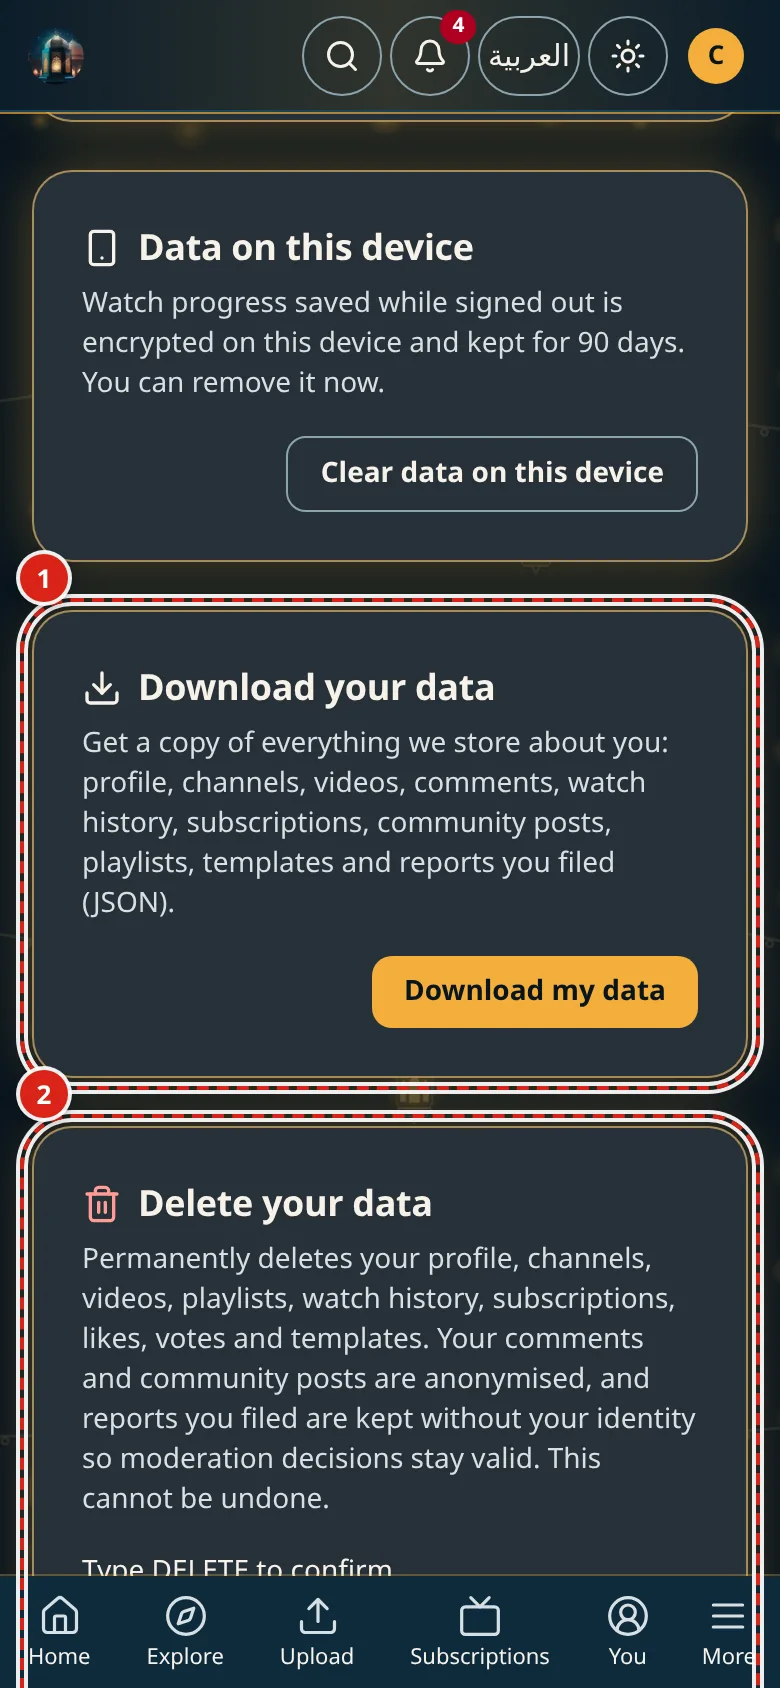 4
العربية
C
Data on this device
Watch progress saved while signed out is
encrypted on this device and kept for 90 days.
You can remove it now.
Clear data on this device
1
Download your data
Get a copy of everything we store about you:
profile, channels, videos, comments, watch
history, subscriptions, community posts,
playlists, templates and reports you filed
(JSON).
Download my data
2
Delete your data
Permanently deletes your profile, channels,
videos, playlists, watch history, subscriptions,
likes, votes and templates. Your comments
and community posts are anonymised, and
reports you filed are kept without your identity
so moderation decisions stay valid. This
cannot be undone.
Type DELETE to confirm
Home
Explore
Upload
Subscriptions
You
More